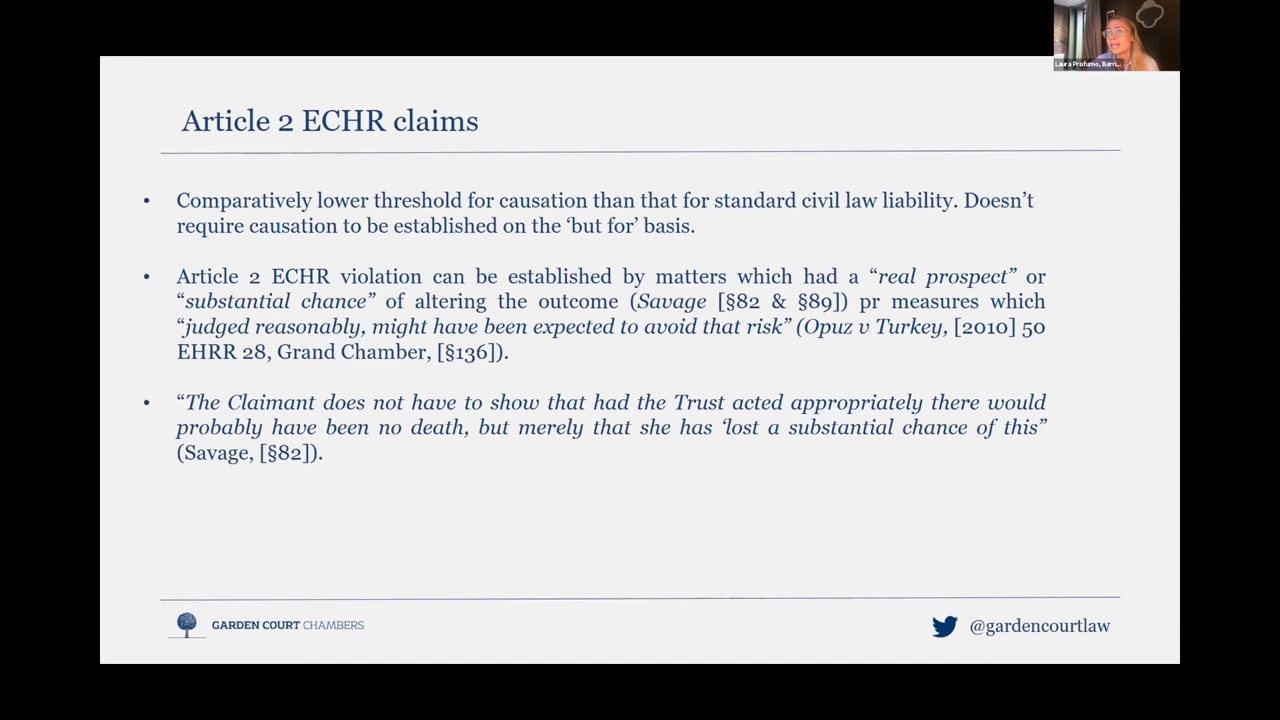 Laura Profumo, Barri...
Article 2 ECHR claims
• Comparatively lower threshold for causation than that for standard civil law liability. Doesn’t
require causation to be established on the ‘but for’ basis.
• Article 2 ECHR violation can be established by matters which had a “real prospect” or
“substantial chance” of altering the outcome (Savage [§82 & §89]) pr measures which
“judged reasonably, might have been expected to avoid that risk” (Opuz v Turkey, [2010] 50
EHRR 28, Grand Chamber, [§136]).
• “The Claimant does not have to show that had the Trust acted appropriately there would
probably have been no death, but merely that she has ‘lost a substantial chance of this”
(Savage, [§82]).
GARDEN COURT CHAMBERS
@gardencourtlaw